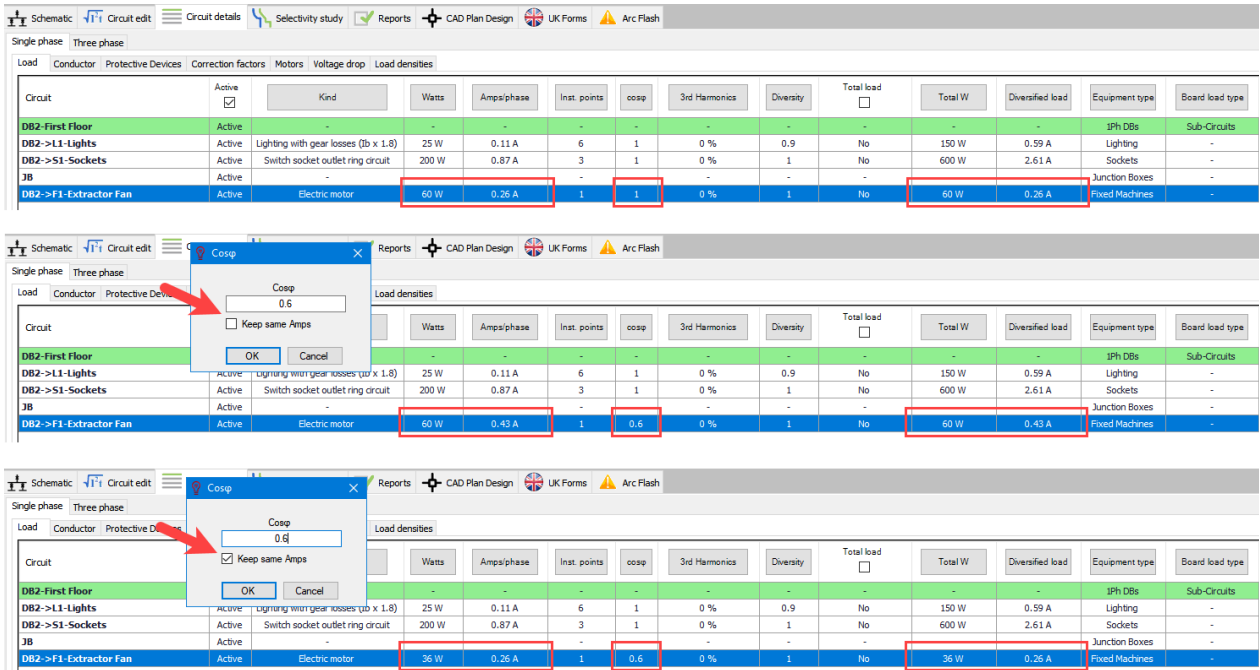 Schematic Circuit edit Circuit details Selectivity study Reports CAD Plan Design UK Forms Arc Flash
Single phase Three phase
Load Conductor Protective Devices Correction factors Motors Voltage drop Load densities
Circuit Active Kind Watts Amps/phase Inst. points cosφ 3rd Harmonics Diversity Total load Total W Diversified load Equipment type Board load type
DB2-First Floor Active - - - - - - - - - - 1Ph DBs Sub-Circuits
DB2->L1-Lights Active Lighting with gear losses (Ib x 1.8) 25 W 0.11 A 6 1 0 % 0.9 No 150 W 0.59 A Lighting -
DB2->S1-Sockets Active Switch socket outlet ring circuit 200 W 0.87 A 3 1 0 % 1 No 600 W 2.61 A Sockets -
JB Active - - - - - - - - - - Junction Boxes -
DB2->F1-Extractor Fan Active Electric motor 60 W 0.26 A 1 1 0 % 1 No 60 W 0.26 A Fixed Machines -
Schematic Circuit edit Reports CAD Plan Design UK Forms Arc Flash
Cosφ
Single phase Three phase
Load Conductor Protective Load densities
Cosφ
0.6
Keep same Amps
OK Cancel
Circuit Watts Amps/phase Inst. points cosφ 3rd Harmonics Diversity Total load Total W Diversified load Equipment type Board load type
DB2-First Floor - - - - - - - - - 1Ph DBs Sub-Circuits
DB2->L1-Lights Active Lighting with gear losses (Ib x 1.8) 25 W 0.11 A 6 1 0 % 0.9 No 150 W 0.59 A Lighting -
DB2->S1-Sockets Active Switch socket outlet ring circuit 200 W 0.87 A 3 1 0 % 1 No 600 W 2.61 A Sockets -
JB Active - - - - - - - - - - Junction Boxes -
DB2->F1-Extractor Fan Active Electric motor 60 W 0.43 A 1 0.6 0 % 1 No 60 W 0.43 A Fixed Machines -
Schematic Circuit edit Reports CAD Plan Design UK Forms Arc Flash
Cosφ
Single phase Three phase
Load Conductor Protective Load densities
Cosφ
0.6
Keep same Amps
OK Cancel
Circuit Watts Amps/phase Inst. points cosφ 3rd Harmonics Diversity Total load Total W Diversified load Equipment type Board load type
DB2-First Floor - - - - - - - - - 1Ph DBs Sub-Circuits
DB2->L1-Lights Active Lighting with gear losses (Ib x 1.8) 25 W 0.11 A 6 1 0 % 0.9 No 150 W 0.59 A Lighting -
DB2->S1-Sockets Active Switch socket outlet ring circuit 200 W 0.87 A 3 1 0 % 1 No 600 W 2.61 A Sockets -
JB Active - - - - - - - - - - Junction Boxes -
DB2->F1-Extractor Fan Active Electric motor 36 W 0.26 A 1 0.6 0 % 1 No 36 W 0.26 A Fixed Machines -